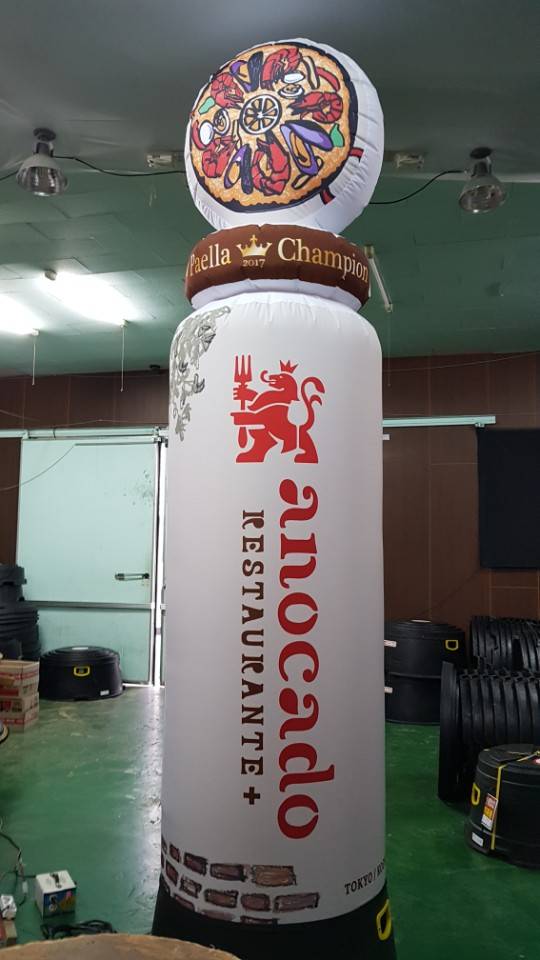 Paella
2017
Champion
anocado
RESTAURANTE+
TOKYO /